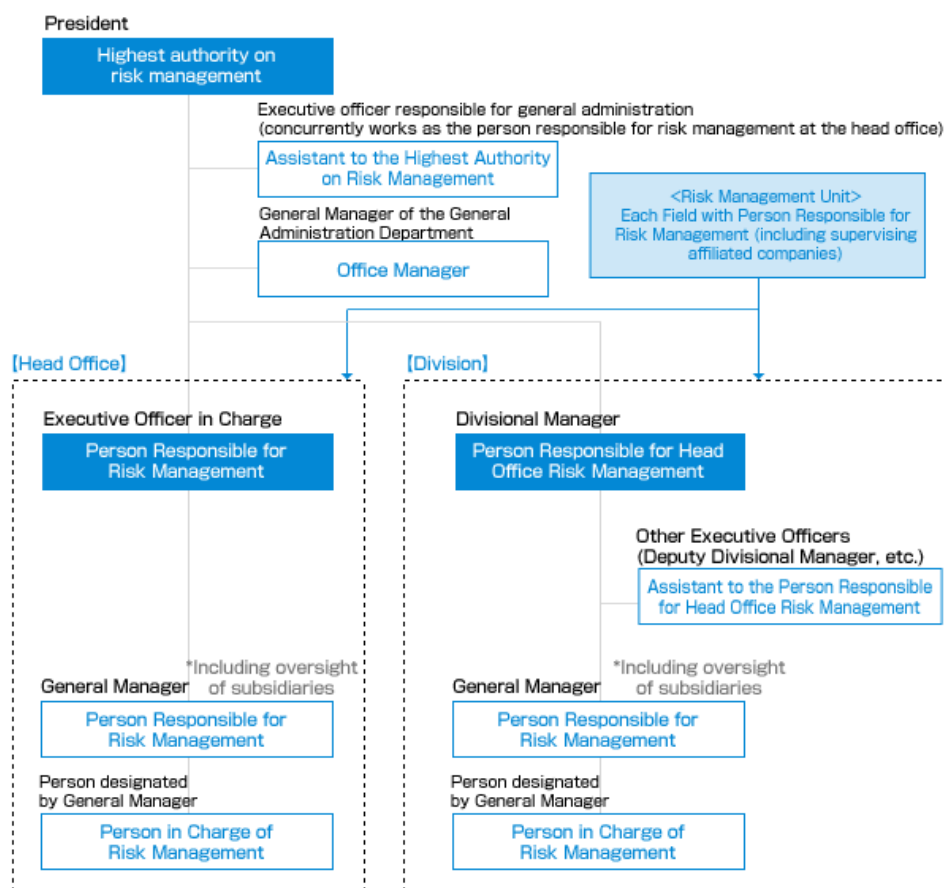 President
Highest authority on
risk management
Executive officer responsible for general administration
(concurrently works as the person responsible for risk management at the head office)
Assistant to the Highest Authority
on Risk Management
General Manager of the General
Administration Department
Office Manager
<Risk Management Unit>
Each Field with Person Responsible for
Risk Management (including supervising
affiliated companies)
【Head Office】
Executive Officer in Charge
Person Responsible for
Risk Management
*Including oversight
of subsidiaries
General Manager
Person Responsible for
Risk Management
Person designated
by General Manager
Person in Charge of
Risk Management
【Division】
Divisional Manager
Person Responsible for Head
Office Risk Management
Other Executive Officers
(Deputy Divisional Manager, etc.)
Assistant to the Person Responsible
for Head Office Risk Management
*Including oversight
of subsidiaries
General Manager
Person Responsible for
Risk Management
Person designated
by General Manager
Person in Charge of
Risk Management